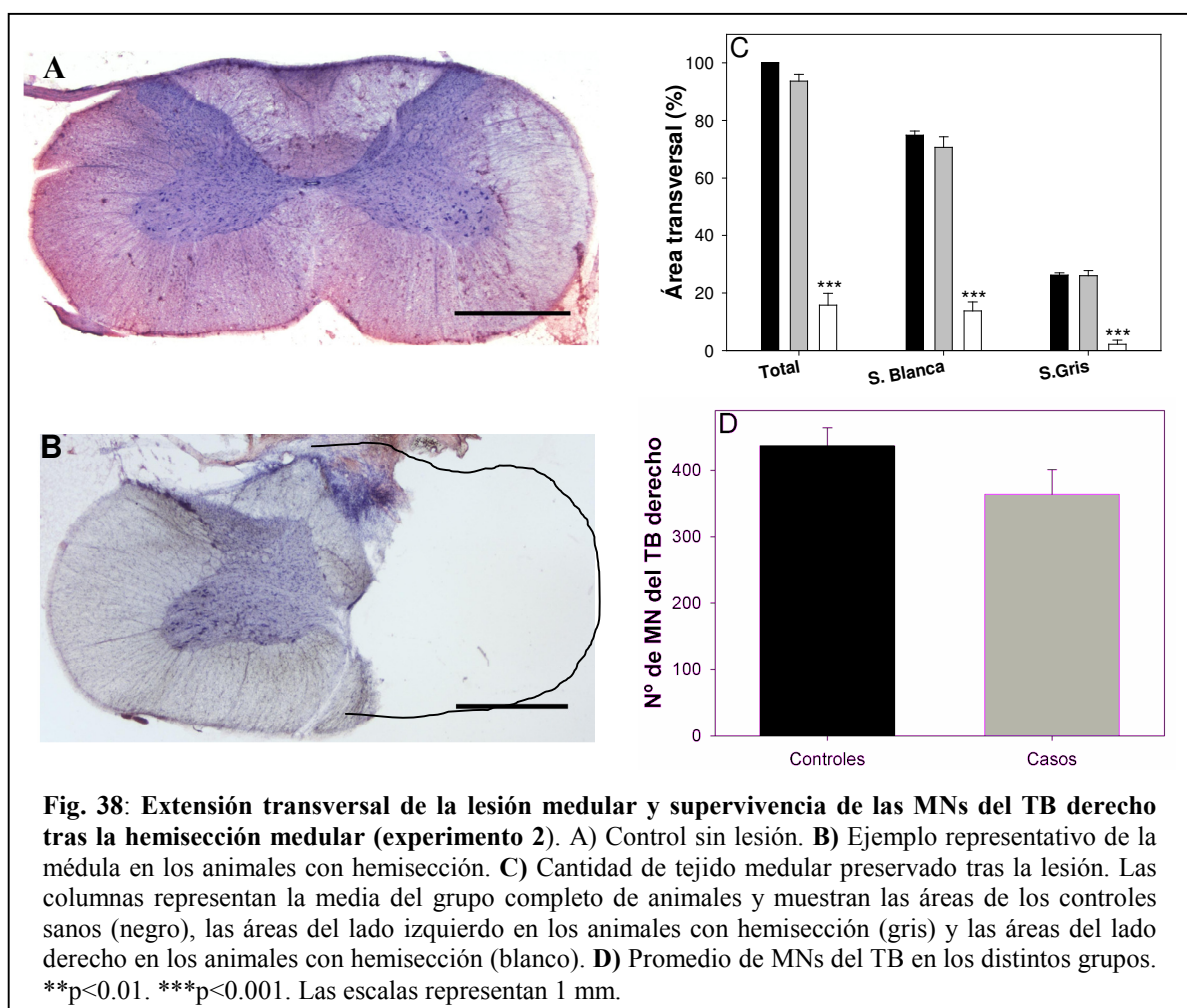 A
C
Área transversal (%)
100
80
60
40
20
0
***
***
***
Total
S. Blanca
S.Gris
B
D
Nº de MN del TB derecho
400
300
200
100
0
Controles
Casos
Fig. 38: Extensión transversal de la lesión medular y supervivencia de las MNs del TB derecho
tras la hemisección medular (experimento 2). A) Control sin lesión. B) Ejemplo representativo de la
médula en los animales con hemisección. C) Cantidad de tejido medular preservado tras la lesión. Las
columnas representan la media del grupo completo de animales y muestran las áreas de los controles
sanos (negro), las áreas del lado izquierdo en los animales con hemisección (gris) y las áreas del lado
derecho en los animales con hemisección (blanco). D) Promedio de MNs del TB en los distintos grupos.
**p<0.01. ***p<0.001. Las escalas representan 1 mm.